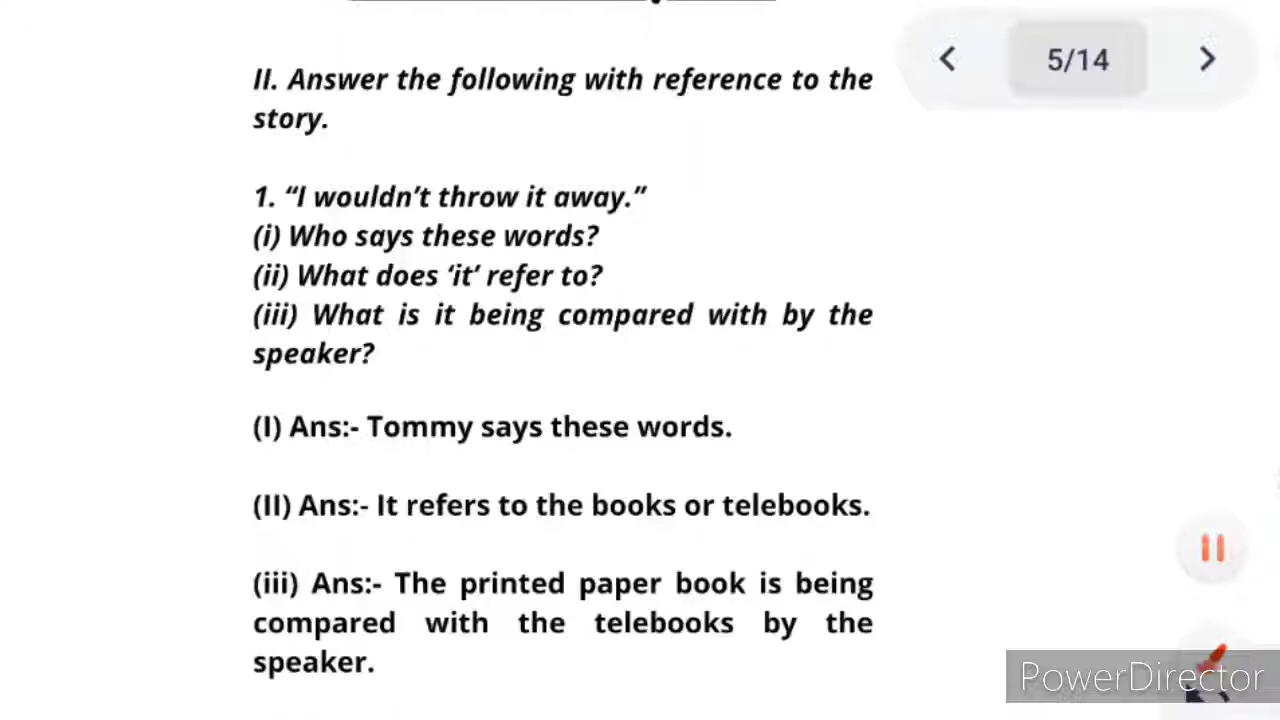 5/14
II. Answer the following with reference to the
story.
1. “I wouldn’t throw it away.”
(i) Who says these words?
(ii) What does ‘it’ refer to?
(iii) What is it being compared with by the
speaker?
(I) Ans:- Tommy says these words.
(II) Ans:- It refers to the books or telebooks.
(iii) Ans:- The printed paper book is being
compared with the telebooks by the
speaker.
PowerDirector